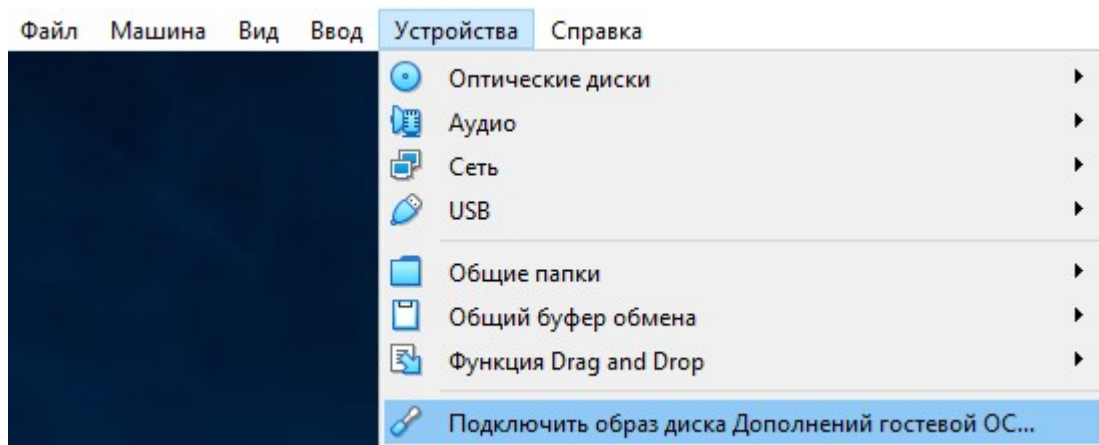 Файл Машина Вид Ввод Устройства Справка
Оптические диски
Аудио
Сеть
USB
Общие папки
Общий буфер обмена
Функция Drag and Drop
Подключить образ диска Дополнений гостевой ОС...